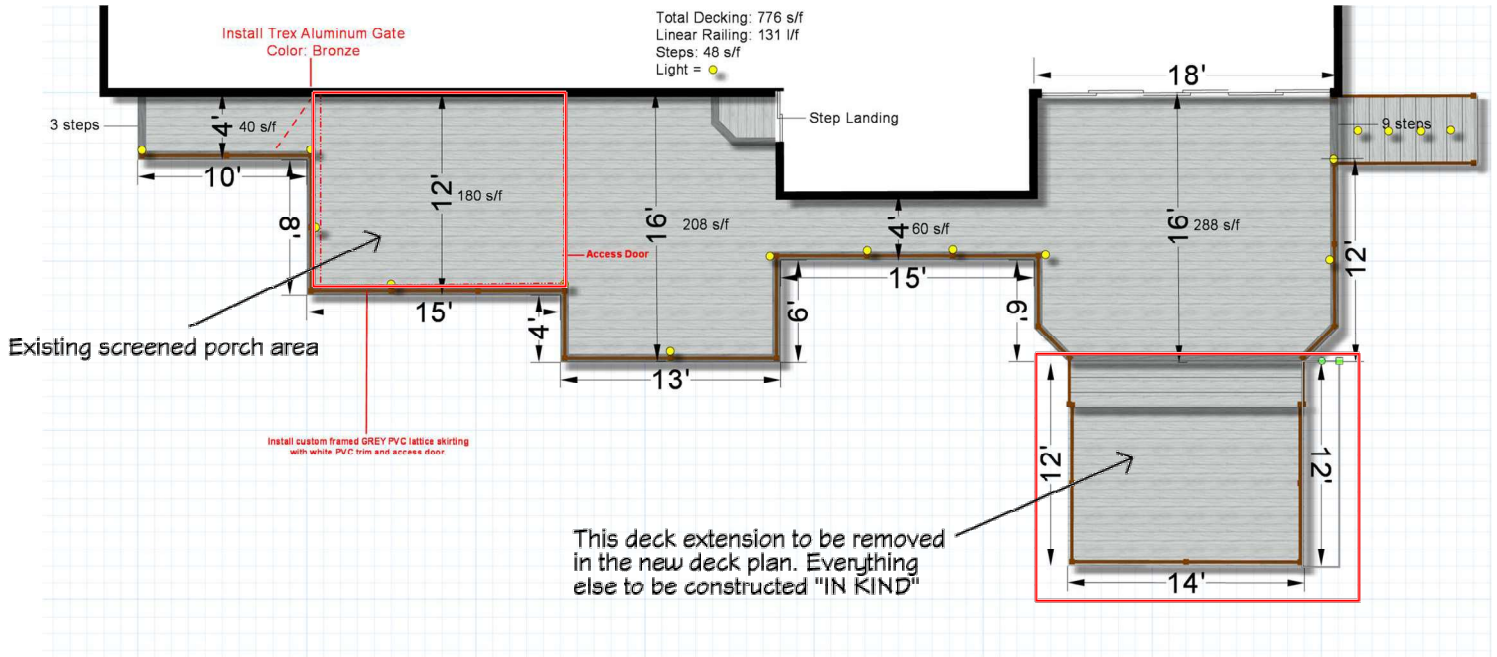 Install Trex Aluminum Gate
Color: Bronze
Total Decking: 776 s/f
Linear Railing: 131 l/f
Steps: 48 s/f
Light =
18'
3 steps
4'
40 s/f
10'
8'
12'
180 s/f
16'
208 s/f
Step Landing
4'
60 s/f
16'
288 s/f
9 steps
12'
Access Door
15'
4'
13'
6'
15'
6'
Existing screened porch area
Install custom framed GREY PVC lattice skirting
with white PVC trim and access door
12'
12'
14'
This deck extension to be removed
in the new deck plan. Everything
else to be constructed "IN KIND"